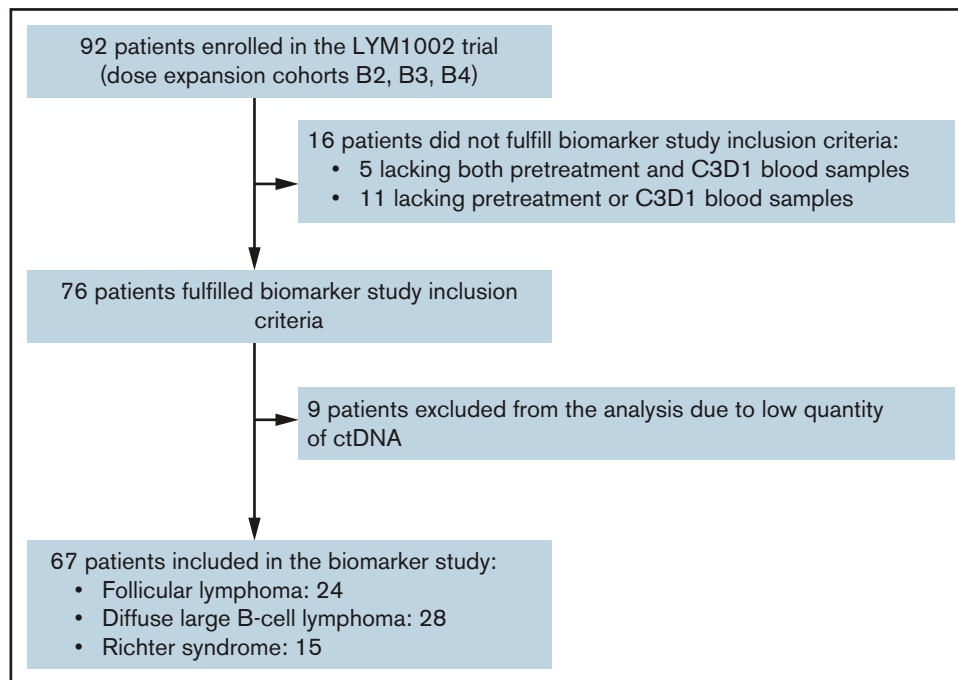 92 patients enrolled in the LYM1002 trial
(dose expansion cohorts B2, B3, B4)
16 patients did not fulfill biomarker study inclusion criteria:
• 5 lacking both pretreatment and C3D1 blood samples
• 11 lacking pretreatment or C3D1 blood samples
76 patients fulfilled biomarker study inclusion
criteria
9 patients excluded from the analysis due to low quantity
of ctDNA
67 patients included in the biomarker study:
• Follicular lymphoma: 24
• Diffuse large B-cell lymphoma: 28
• Richter syndrome: 15